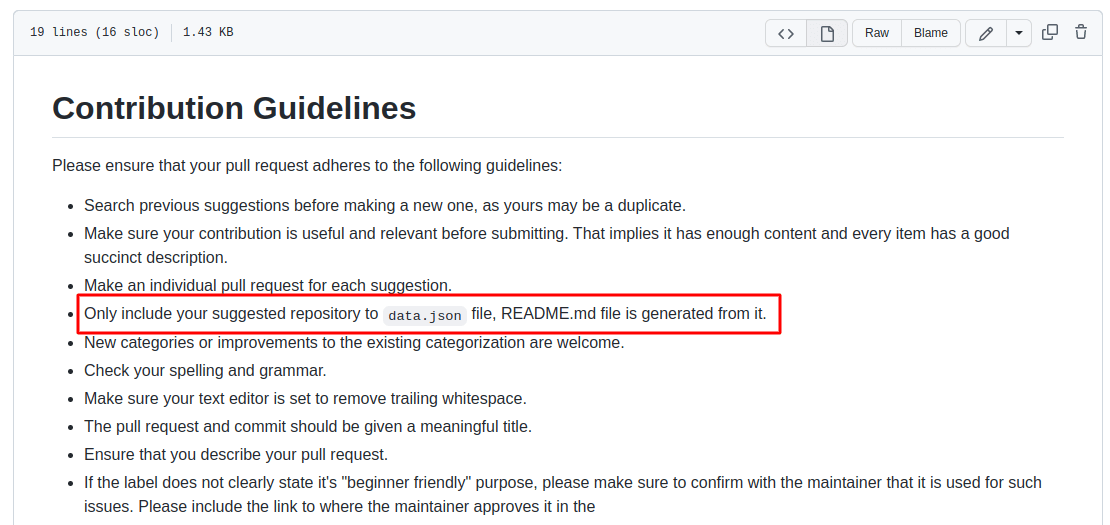 19 lines (16 sloc) 1.43 KB
Raw Blame
Contribution Guidelines
Please ensure that your pull request adheres to the following guidelines:
Search previous suggestions before making a new one, as yours may be a duplicate.
Make sure your contribution is useful and relevant before submitting. That implies it has enough content and every item has a good
succinct description.
Make an individual pull request for each suggestion.
Only include your suggested repository to data.json file, README.md file is generated from it.
New categories or improvements to the existing categorization are welcome.
Check your spelling and grammar.
Make sure your text editor is set to remove trailing whitespace.
The pull request and commit should be given a meaningful title.
Ensure that you describe your pull request.
If the label does not clearly state it's "beginner friendly" purpose, please make sure to confirm with the maintainer that it is used for such
issues. Please include the link to where the maintainer approves it in the